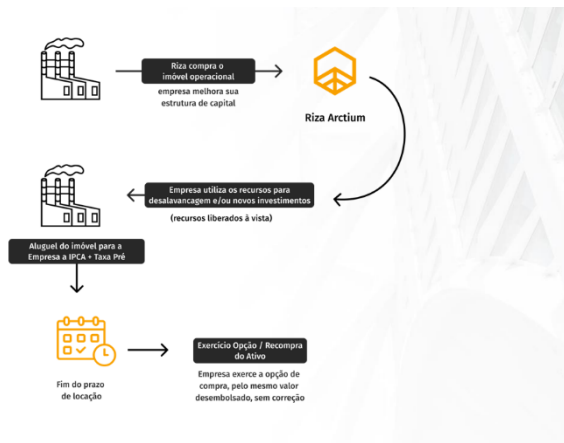 Riza compra o
imóvel operacional
empresa melhora sua
estrutura de capital
Riza Arctium
Empresa utiliza os recursos para
desalavancagem e/ou novos investimentos
(recursos liberados à vista)
Aluguel do imóvel para a
Empresa a IPCA + Taxa Pré
Exercício Opção / Recompra
do Ativo
Fim do prazo
de locação
Empresa exerce a opção de
compra, pelo mesmo valor
desembolsado, sem correção